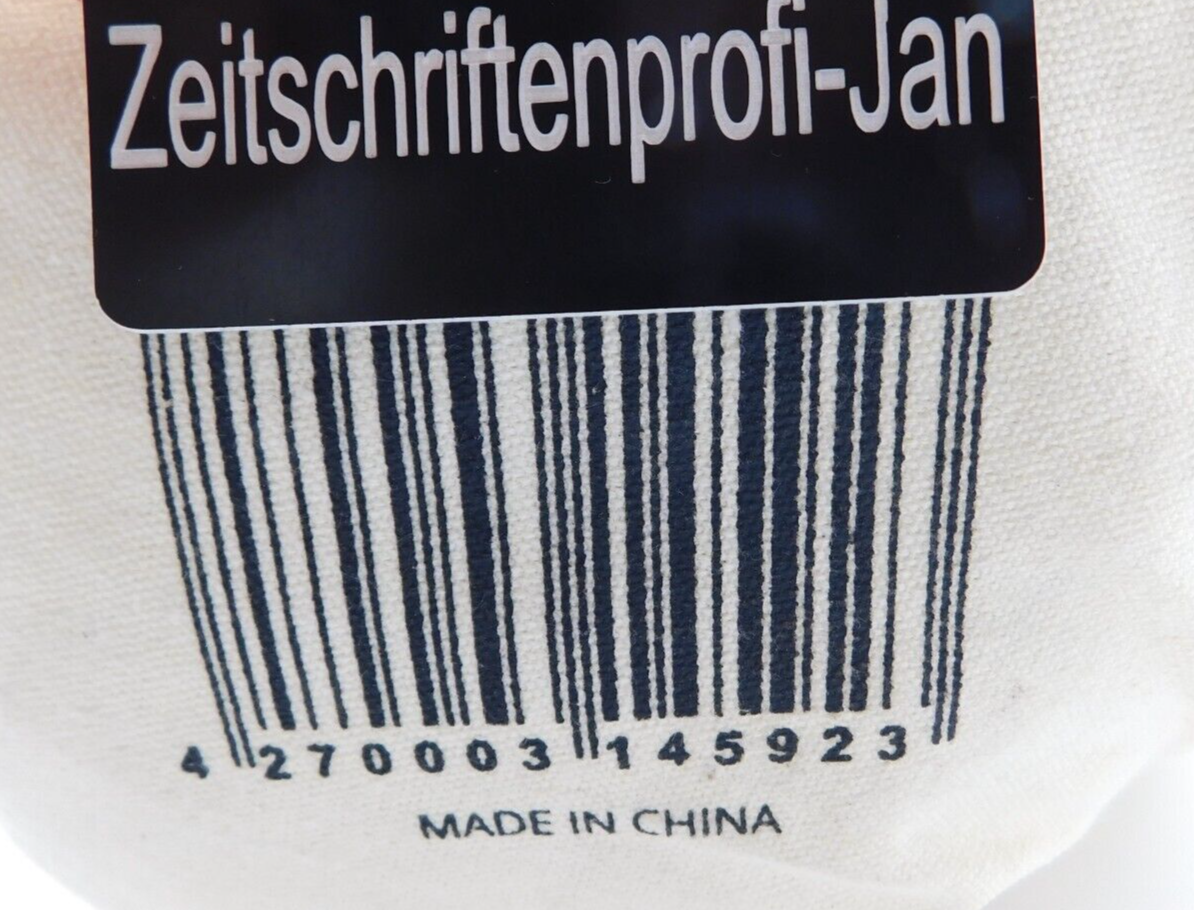 Zeitschriftenprofi-Jan
4 270003 145923
MADE IN CHINA